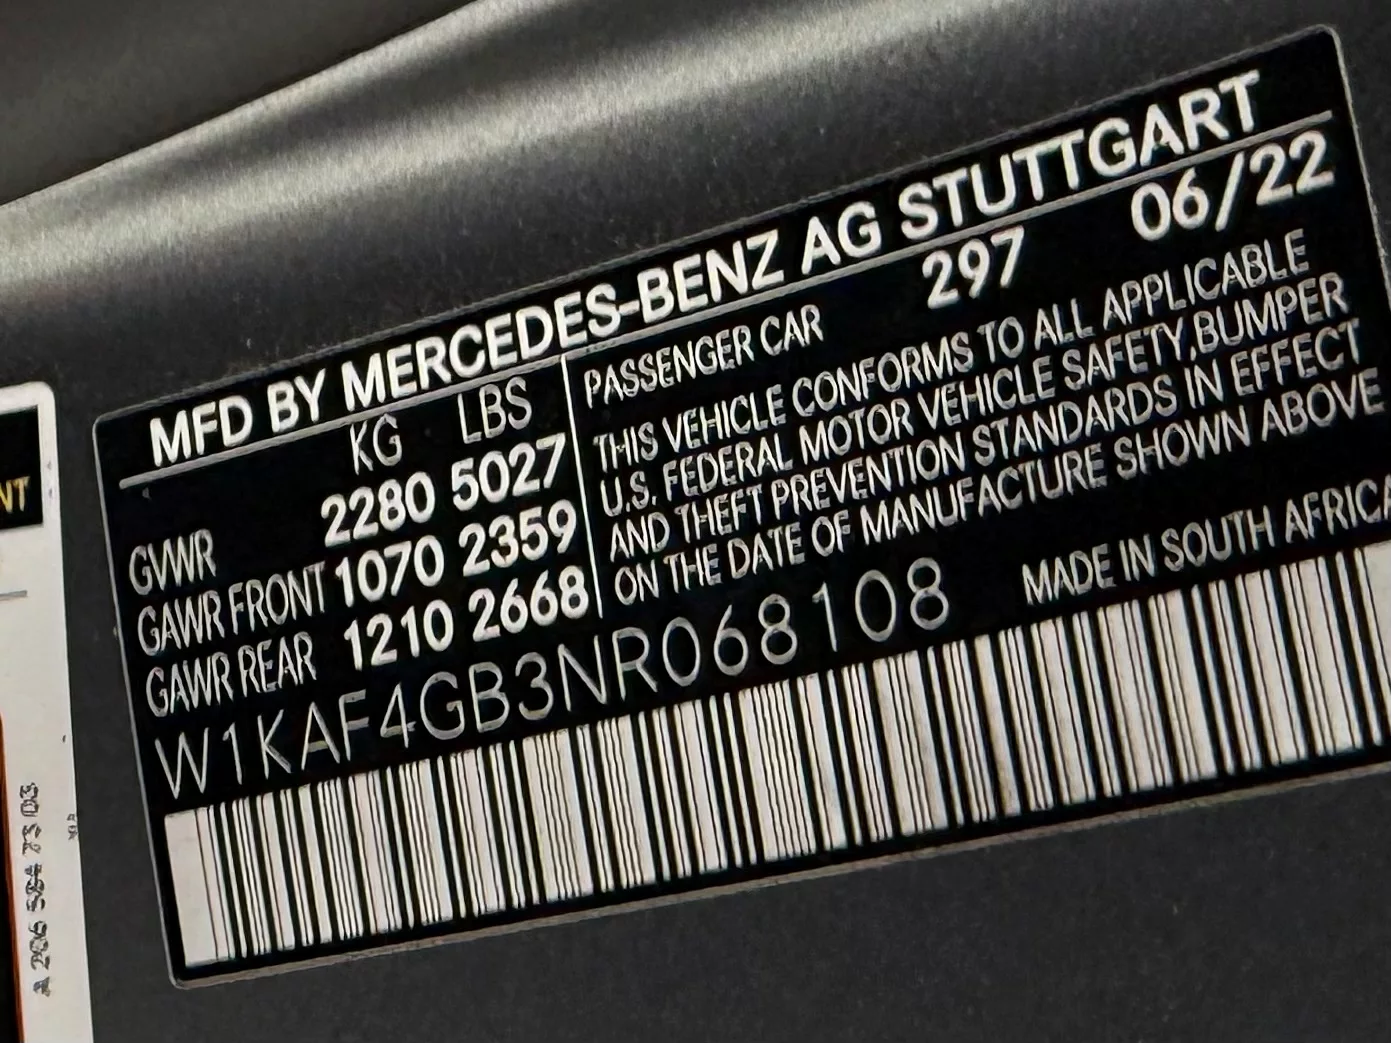 MFD BY MERCEDES-BENZ AG STUTTGART
KG LBS
GVWR 2280 5027
GAWR FRONT 1070 2359
GAWR REAR 1210 2668
PASSENGER CAR 297 06/22
THIS VEHICLE CONFORMS TO ALL APPLICABLE
U.S. FEDERAL MOTOR VEHICLE SAFETY,BUMPER
AND THEFT PREVENTION STANDARDS IN EFFECT
ON THE DATE OF MANUFACTURE SHOWN ABOVE
W1KAF4GB3NR068108
MADE IN SOUTH AFRICA
NT
A 206 584 73 03